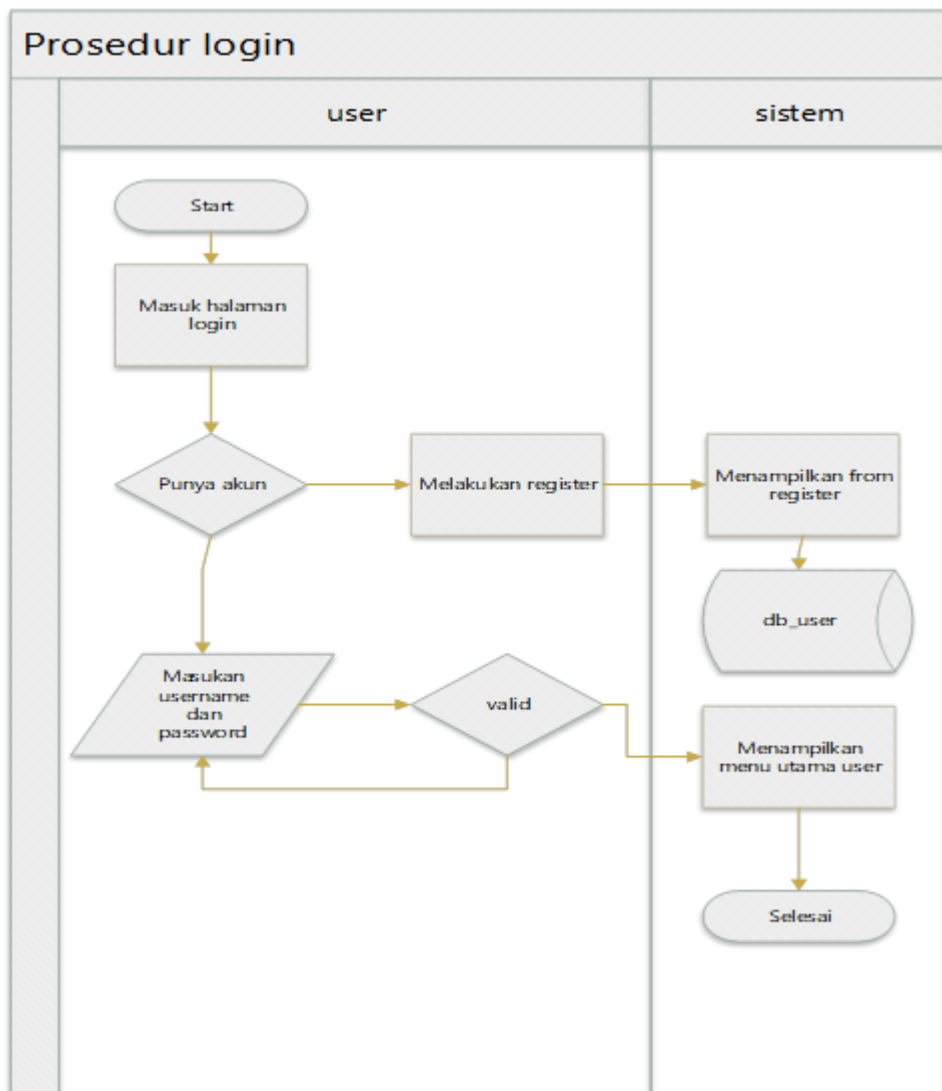 Prosedur login
user
sistem
Start
Masuk halaman
login
Punya akun
Melakukan register
Menampilkan from
register
db_user
Masukan
username
dan
password
valid
Menampilkan
menu utama user
Selesai